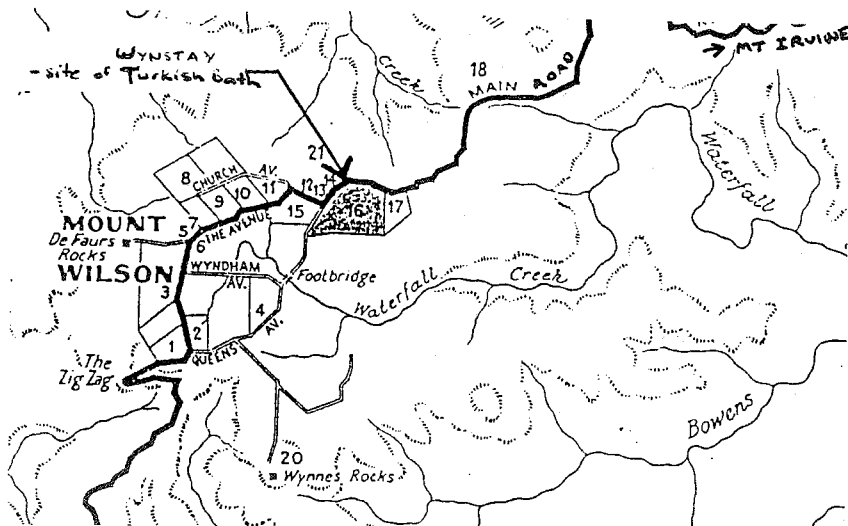 WYNSTAY
- site of Turkish bath
→ MT IRVINE
Creek
18
MAIN ROAD
Waterfall
21
8
CHURCH AV.
9
10
11
12
13
14
15
16
17
MOUNT
WILSON
De Faurs
Rocks
5
7
6
THE AVENUE
WYNDHAM
AV.
Footbridge
Waterfall Creek
3
4
2
1
QUEENS AV.
The
Zig Zag
Bowens
20
Wynnes Rocks